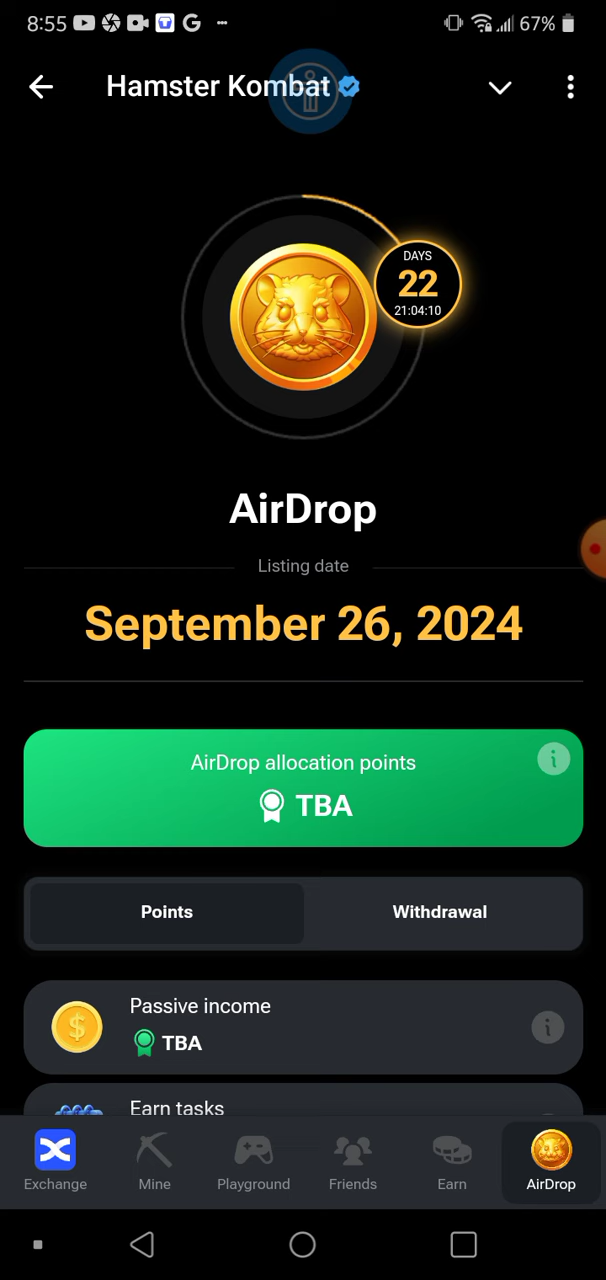 8:55 67%
Hamster Kombat
DAYS
22
21:04:10
AirDrop
Listing date
September 26, 2024
AirDrop allocation points
TBA
Points Withdrawal
Passive income
TBA
Earn tasks
Exchange Mine Playground Friends Earn AirDrop